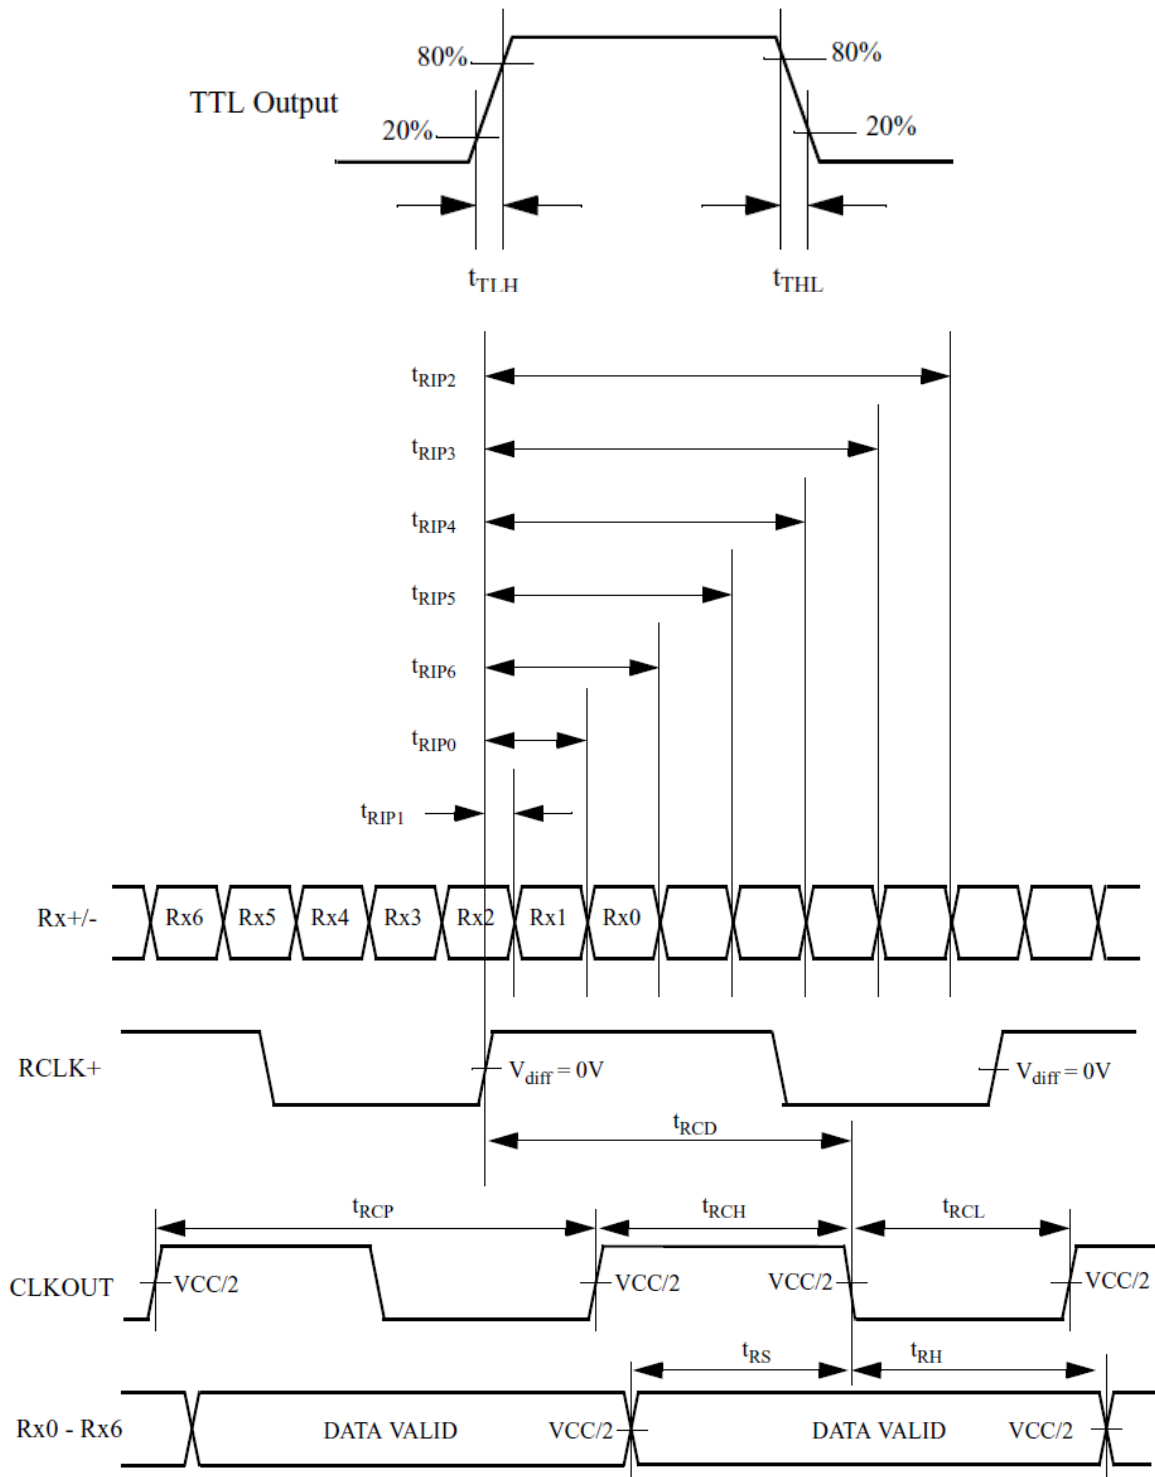 80%
80%
TTL Output
20%
20%
tTLH
tTHL
tRIP2
tRIP3
tRIP4
tRIP5
tRIP6
tRIP0
tRIP1
Rx+/-
Rx6
Rx5
Rx4
Rx3
Rx2
Rx1
Rx0
RCLK+
Vdiff = 0V
Vdiff = 0V
tRCD
tRCP
tRCH
tRCL
CLKOUT
VCC/2
VCC/2
VCC/2
VCC/2
tRS
tRH
Rx0 - Rx6
DATA VALID
VCC/2
DATA VALID
VCC/2